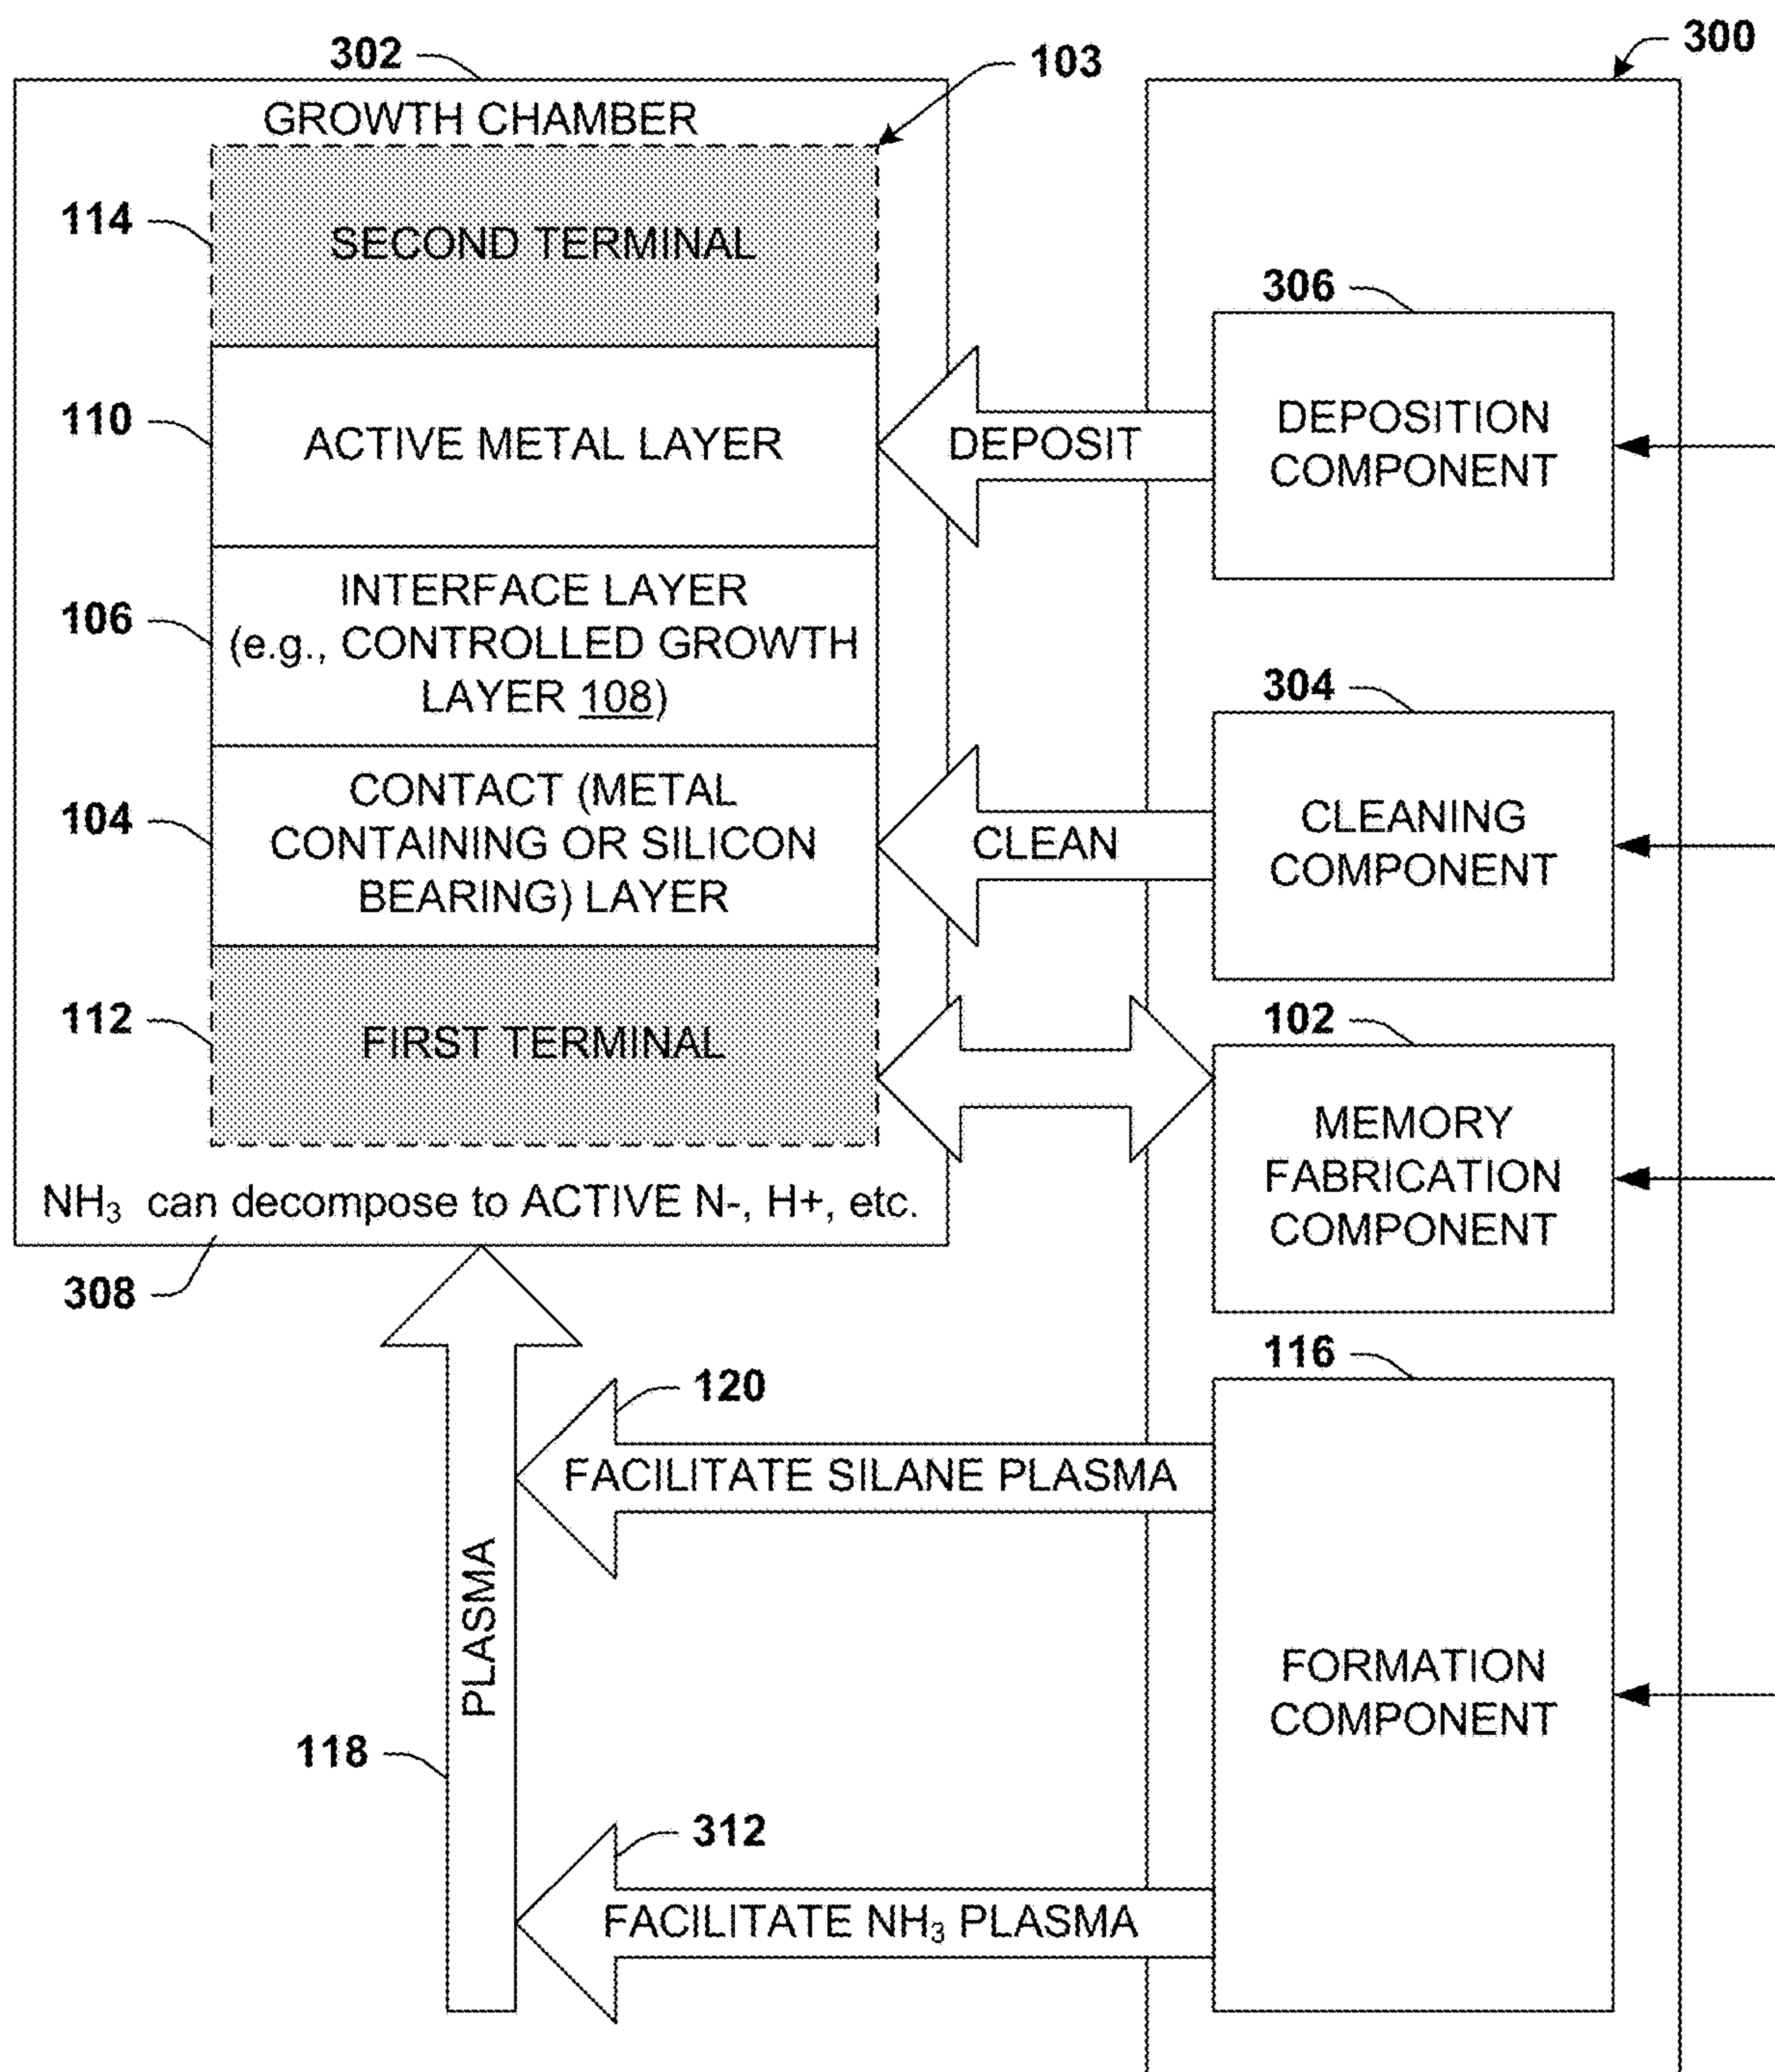 302
300
103
GROWTH CHAMBER
114
SECOND TERMINAL
306
110
ACTIVE METAL LAYER
DEPOSIT
DEPOSITION
COMPONENT
106
INTERFACE LAYER
(e.g., CONTROLLED GROWTH
LAYER 108)
304
104
CONTACT (METAL
CONTAINING OR SILICON
BEARING) LAYER
CLEAN
CLEANING
COMPONENT
112
FIRST TERMINAL
102
MEMORY
FABRICATION
COMPONENT
NH₃ can decompose to ACTIVE N-, H+, etc.
308
116
120
FACILITATE SILANE PLASMA
PLASMA
FORMATION
COMPONENT
118
312
FACILITATE NH₃ PLASMA